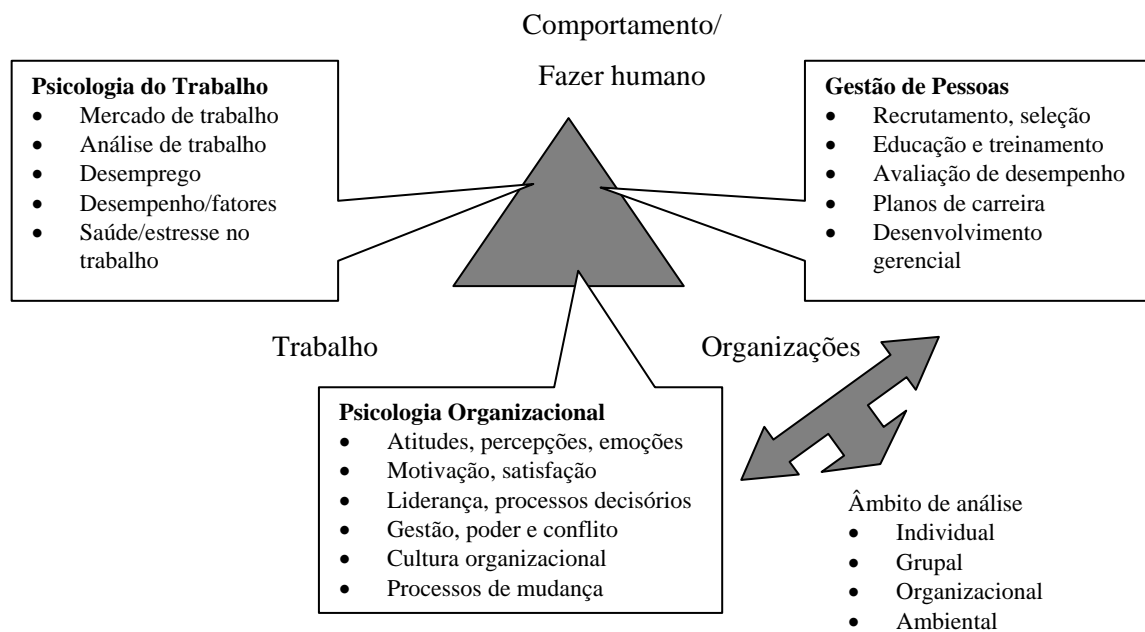 Comportamento/
Fazer humano
Psicologia do Trabalho
• Mercado de trabalho
• Análise de trabalho
• Desemprego
• Desempenho/fatores
• Saúde/estresse no
trabalho
Gestão de Pessoas
• Recrutamento, seleção
• Educação e treinamento
• Avaliação de desempenho
• Planos de carreira
• Desenvolvimento
gerencial
Trabalho
Organizações
Psicologia Organizacional
• Atitudes, percepções, emoções
• Motivação, satisfação
• Liderança, processos decisórios
• Gestão, poder e conflito
• Cultura organizacional
• Processos de mudança
Âmbito de análise
• Individual
• Grupal
• Organizacional
• Ambiental